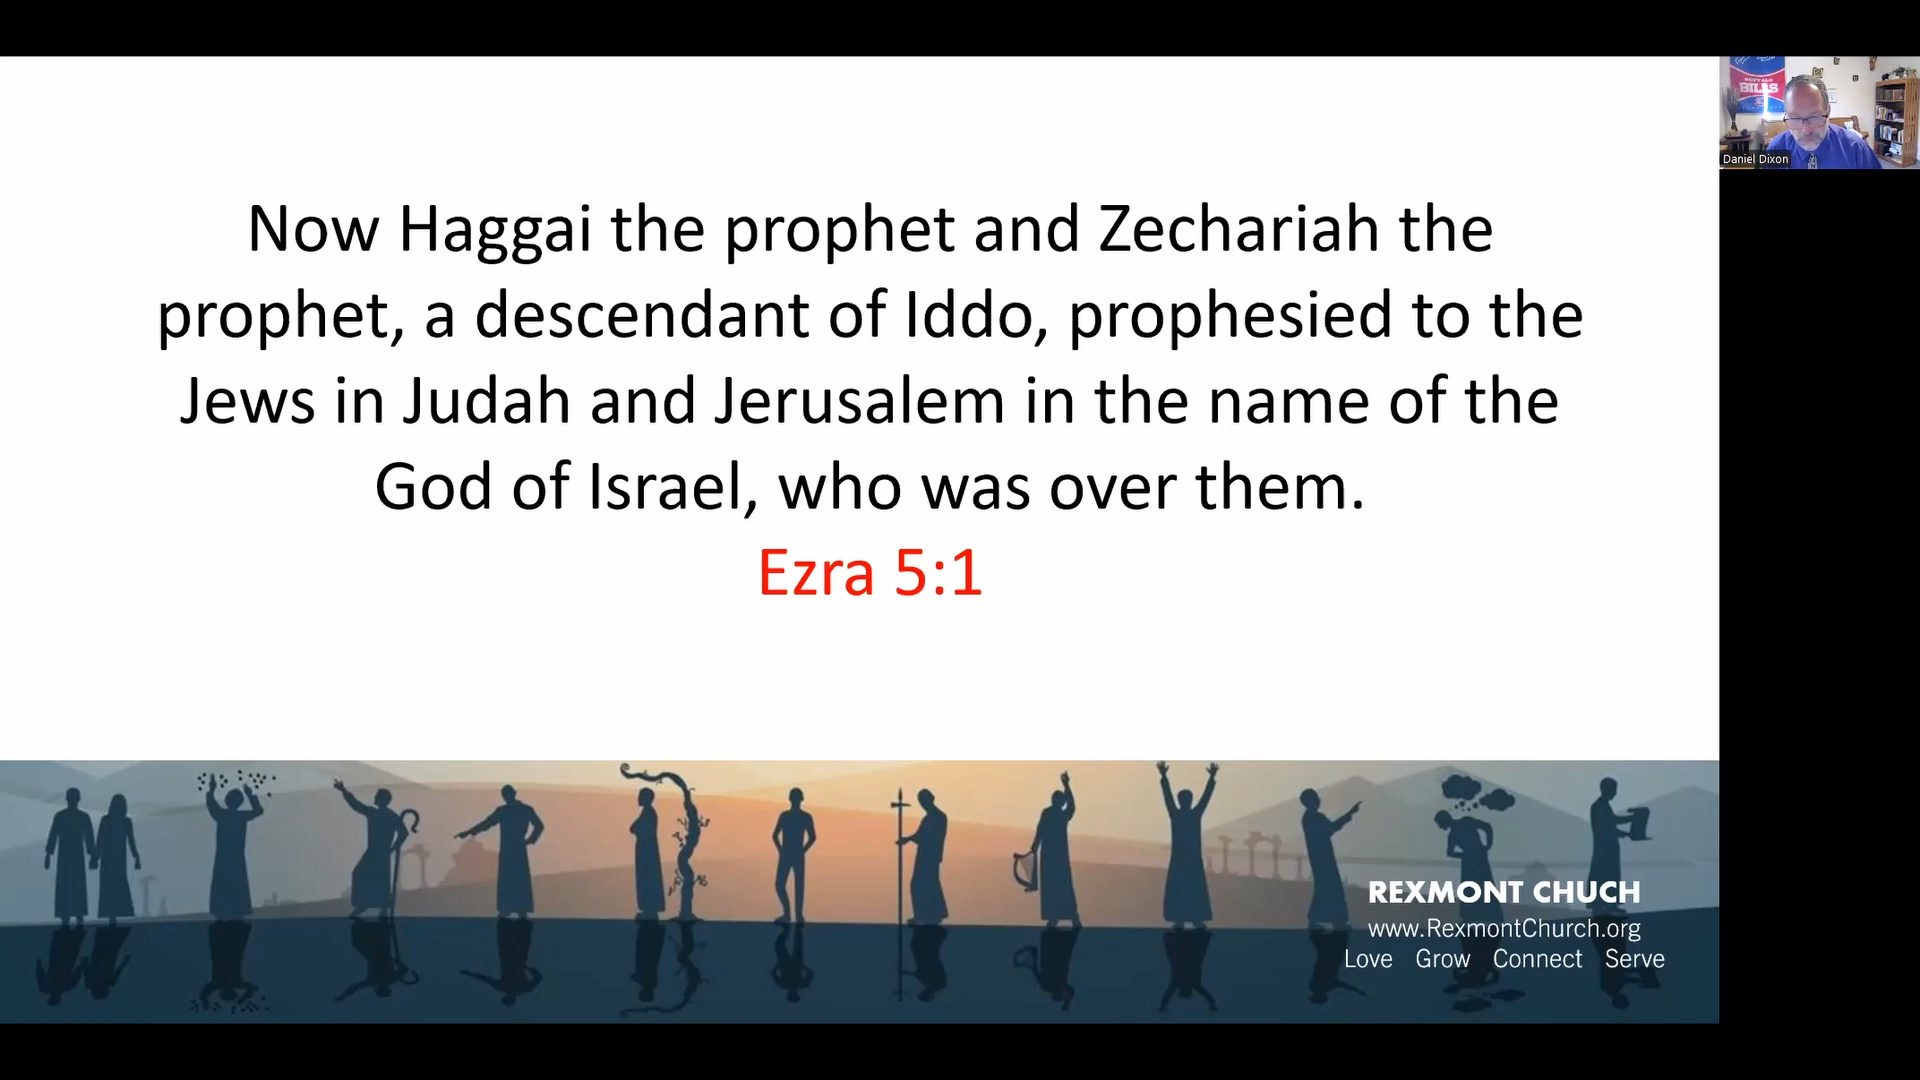 Now Haggai the prophet and Zechariah the
prophet, a descendant of Iddo, prophesied to the
Jews in Judah and Jerusalem in the name of the
God of Israel, who was over them.
Ezra 5:1
REXMONT CHUCH
www.RexmontChurch.org
Love Grow Connect Serve
BUFFALO
BILLS
Daniel Dixon